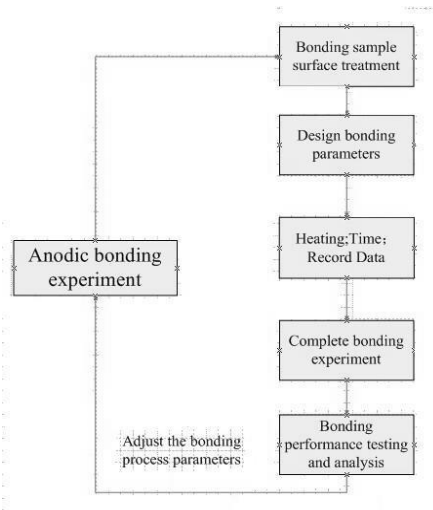 Bonding sample
surface treatment
Design bonding
parameters
Heating;Time；
Record Data
Anodic bonding
experiment
Complete bonding
experiment
Bonding
performance testing
and analysis
Adjust the bonding
process parameters